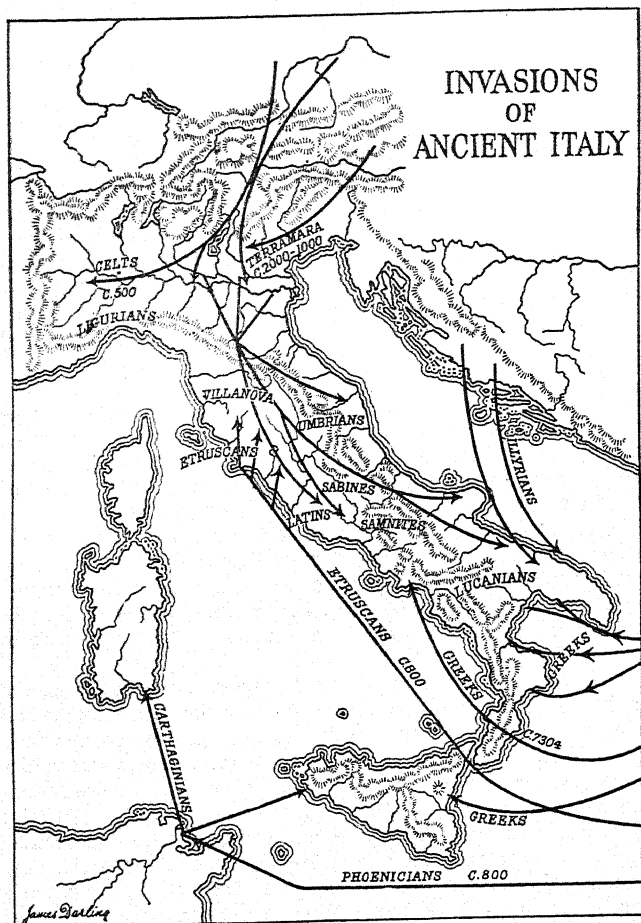 INVASIONS
OF
ANCIENT ITALY
TERRAMARA
C.2000-1000
CELTS
C.500
LIGURIANS
VILLANOVA
UMBRIANS
ETRUSCANS
ILLYRIANS
SABINES
LATINS
SAMNITES
LUCANIANS
ETRUSCANS C800
GREEKS
GREEKS
C.7304
CARTHAGINIANS
GREEKS
PHOENICIANS C.800
James Darling